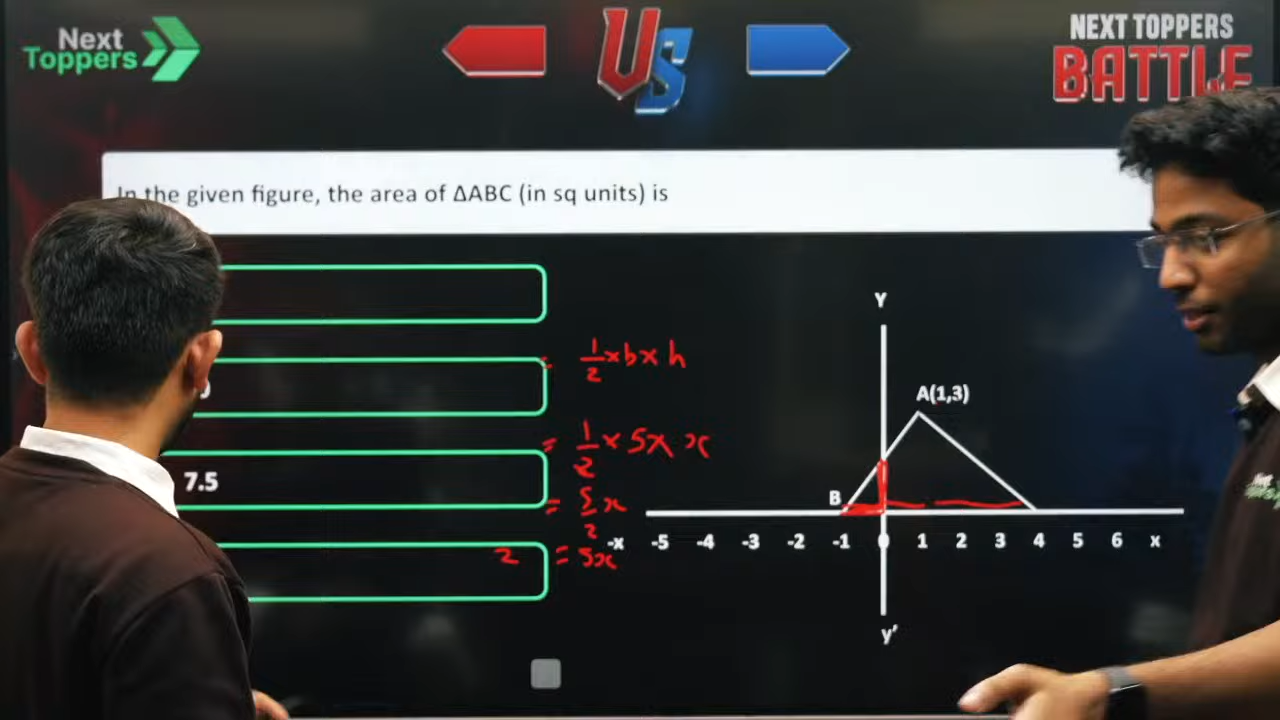 Next
Toppers
US
NEXT TOPPERS
BATTLE
In the given figure, the area of ΔABC (in sq units) is
7.5
= 1/2 × b × h
= 1/2 × 5 × x
= 5/2 x
2 = 5x
Y
A(1,3)
B
-x -5 -4 -3 -2 -1 0 1 2 3 4 5 6 x
y'